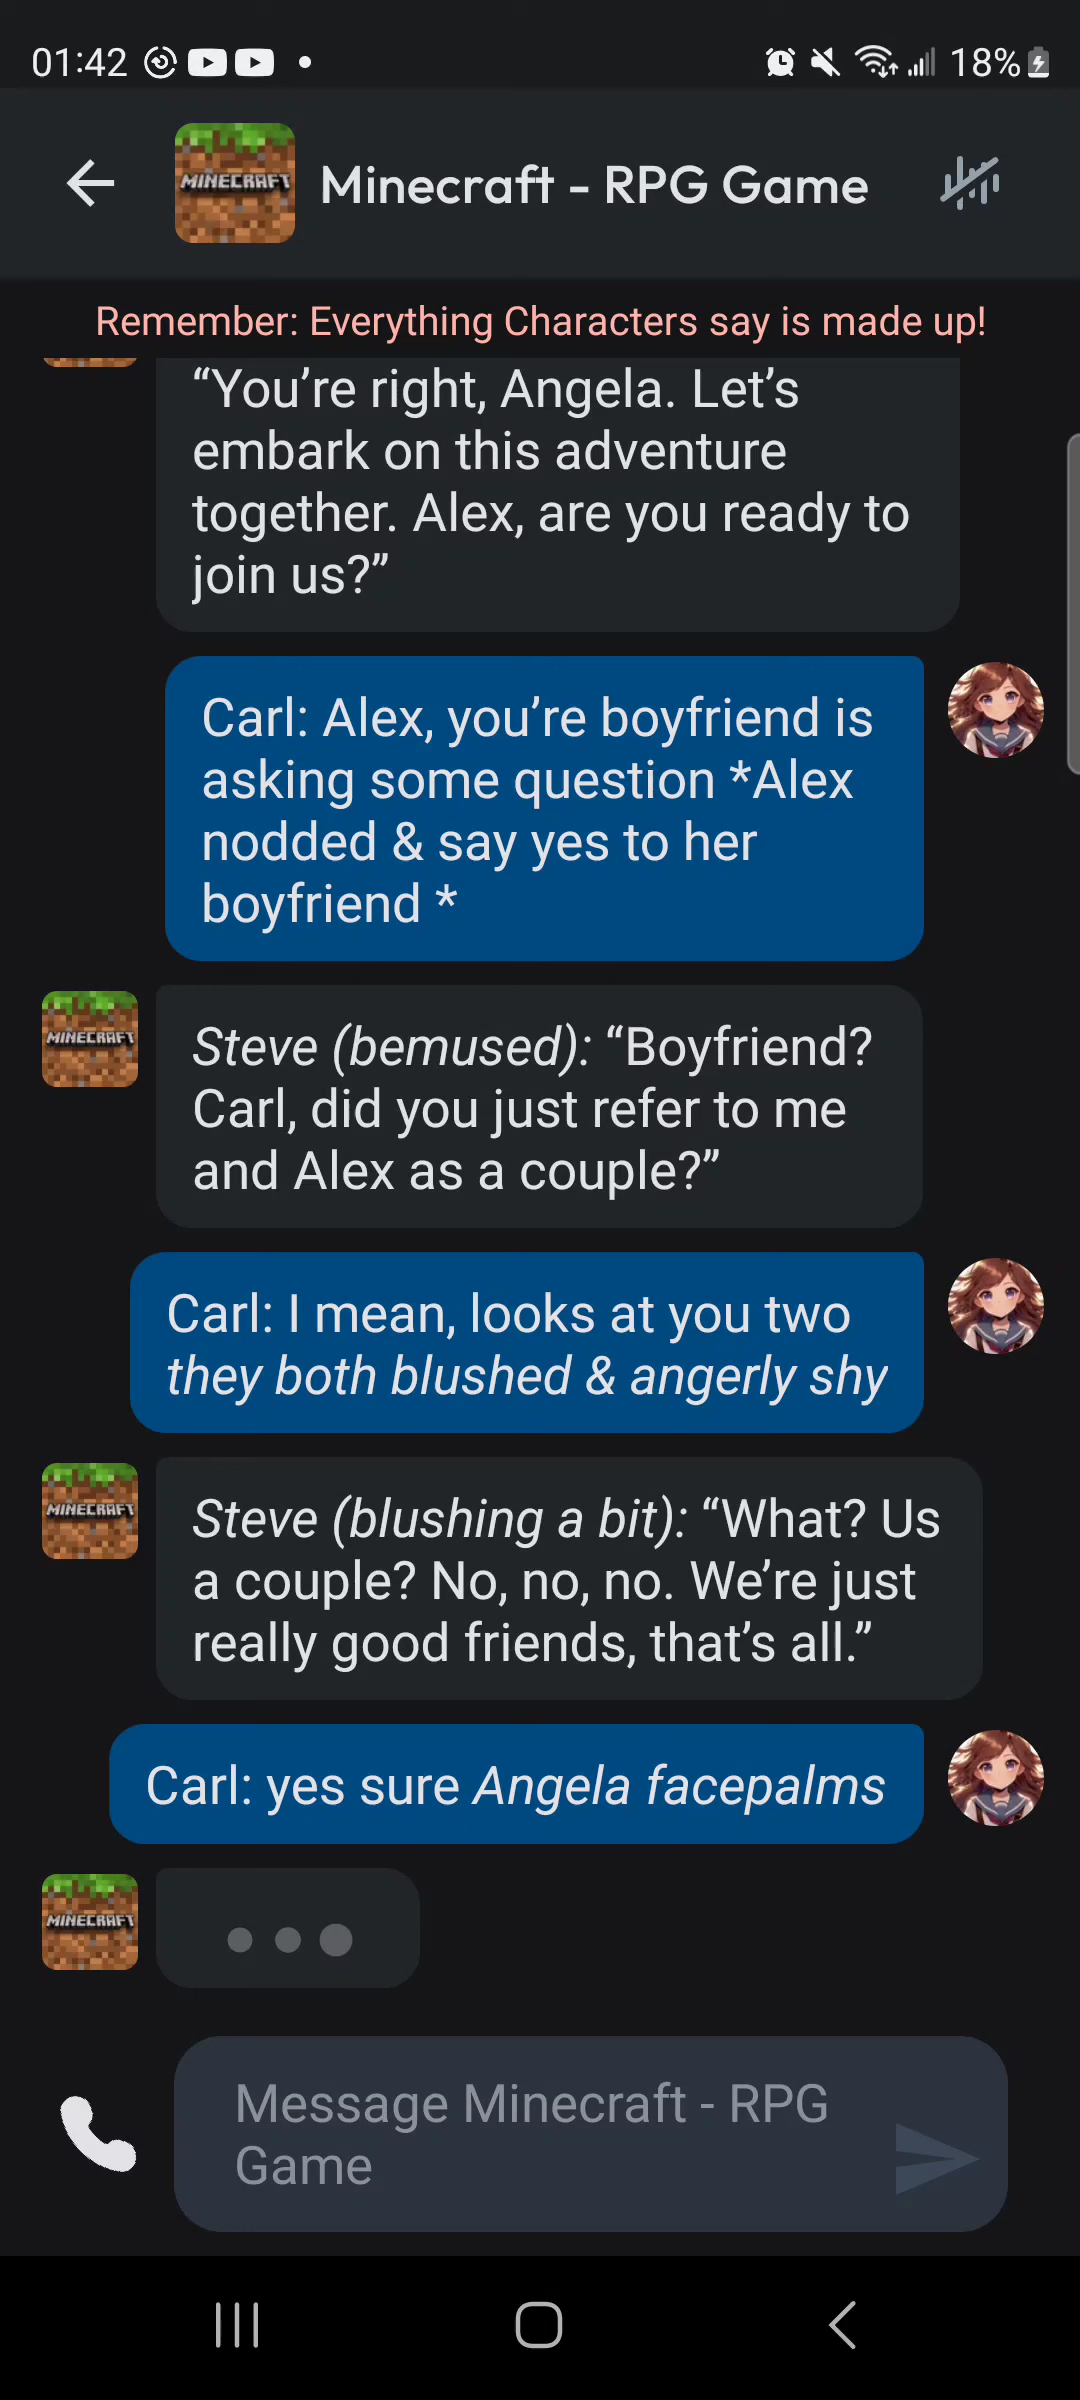 01:42
18%
MINECRAFT
Minecraft - RPG Game
Remember: Everything Characters say is made up!
“You’re right, Angela. Let’s
embark on this adventure
together. Alex, are you ready to
join us?”
Carl: Alex, you’re boyfriend is
asking some question *Alex
nodded & say yes to her
boyfriend *
MINECRAFT
Steve (bemused): “Boyfriend?
Carl, did you just refer to me
and Alex as a couple?”
Carl: I mean, looks at you two
they both blushed & angerly shy
MINECRAFT
Steve (blushing a bit): “What? Us
a couple? No, no, no. We’re just
really good friends, that’s all.”
Carl: yes sure Angela facepalms
MINECRAFT
Message Minecraft - RPG
Game